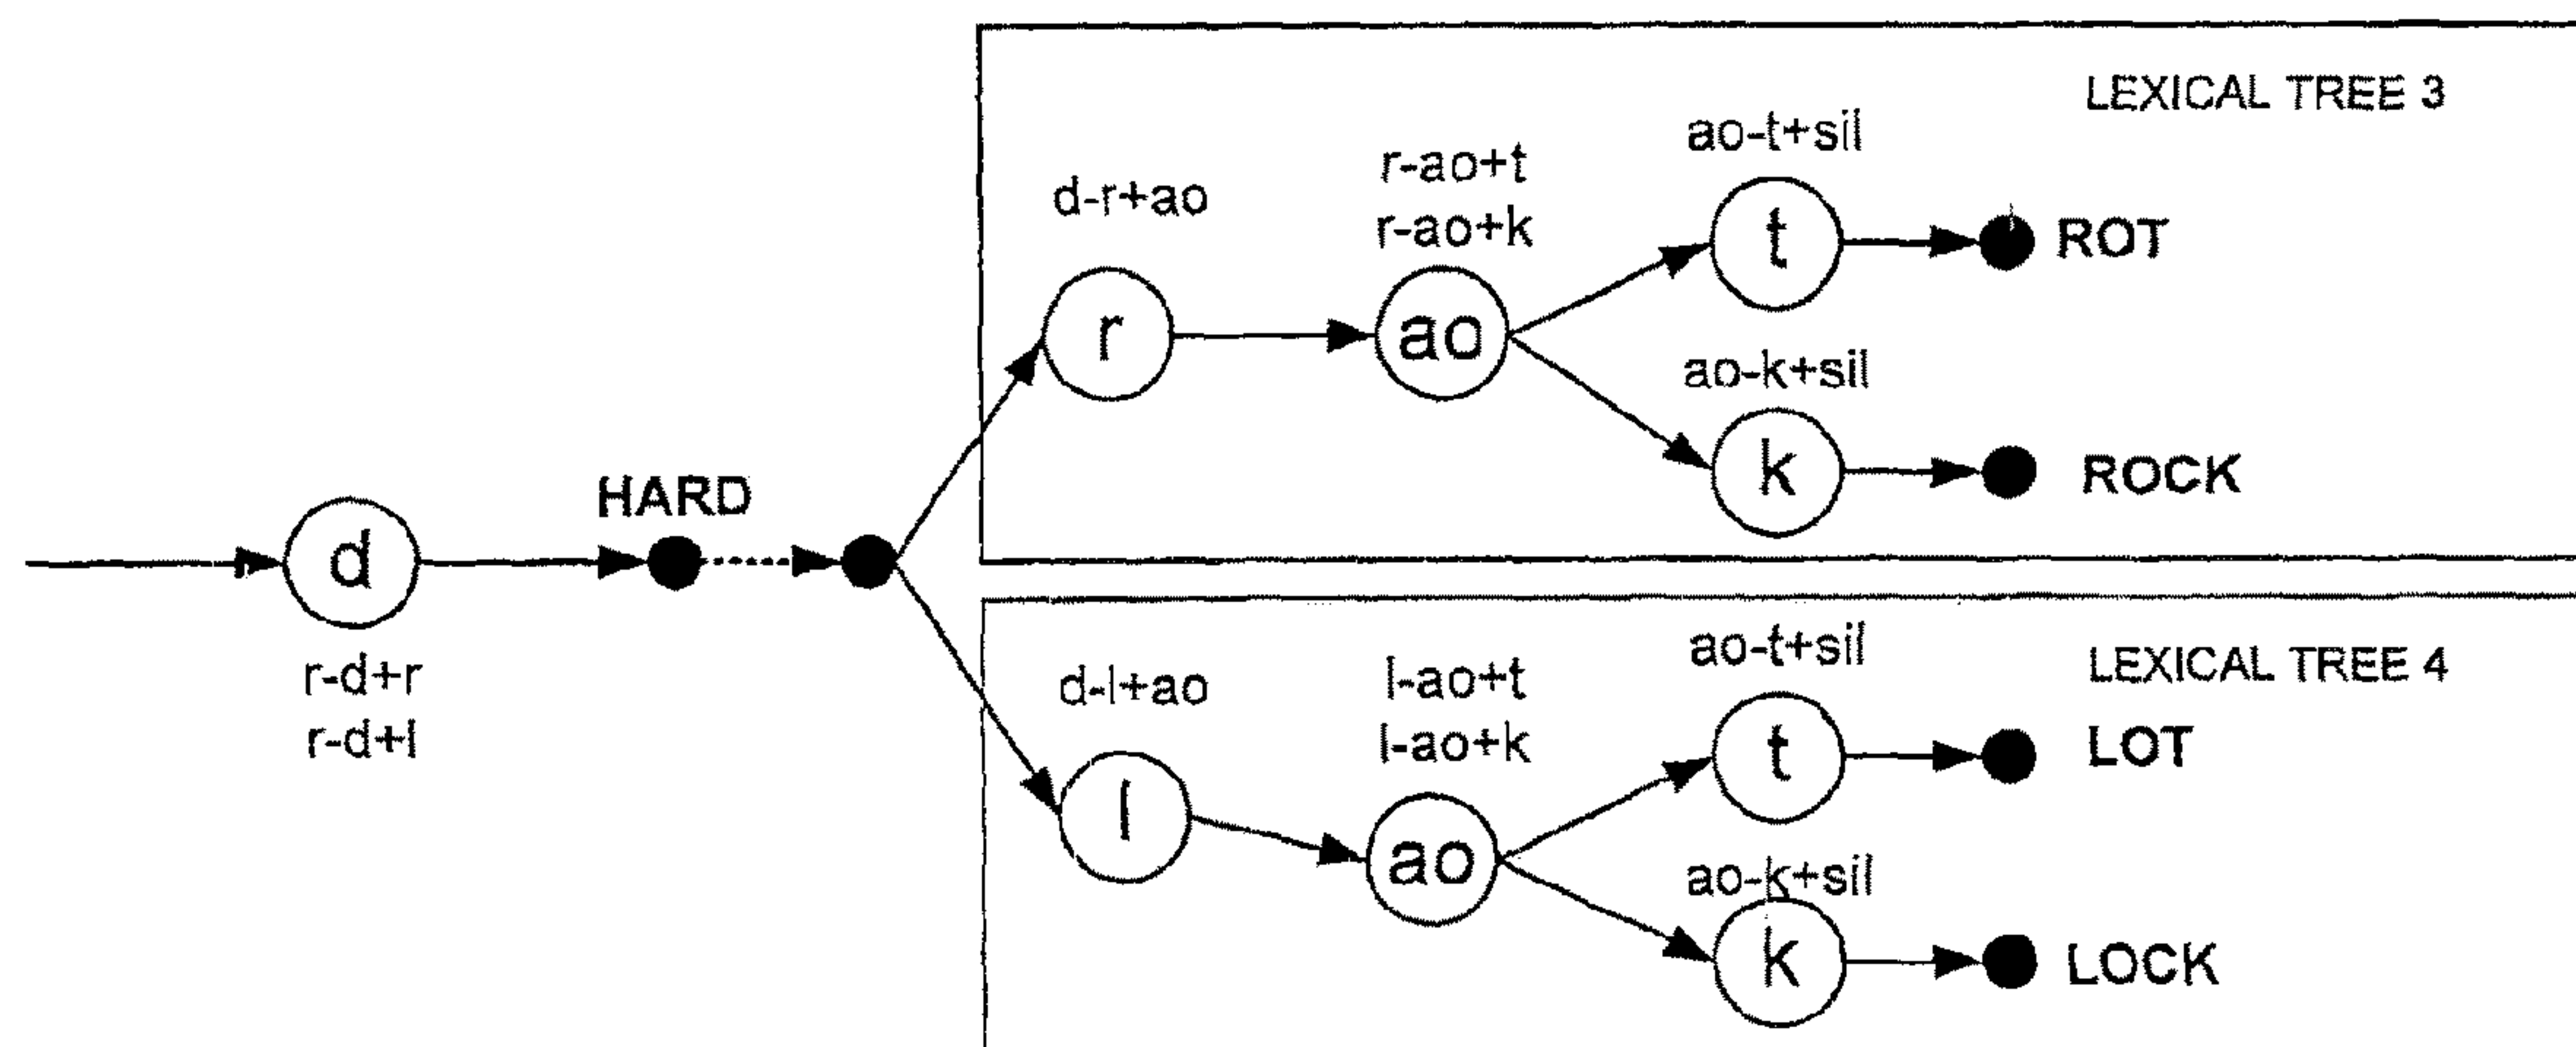 LEXICAL TREE 3
ao-t+sil
r-ao+t
d-r+ao
r-ao+k
t
ROT
r
ao
ao-k+sil
k
ROCK
HARD
d
r-d+r
r-d+l
LEXICAL TREE 4
ao-t+sil
l-ao+t
d-l+ao
l-ao+k
t
LOT
l
ao
ao-k+sil
k
LOCK